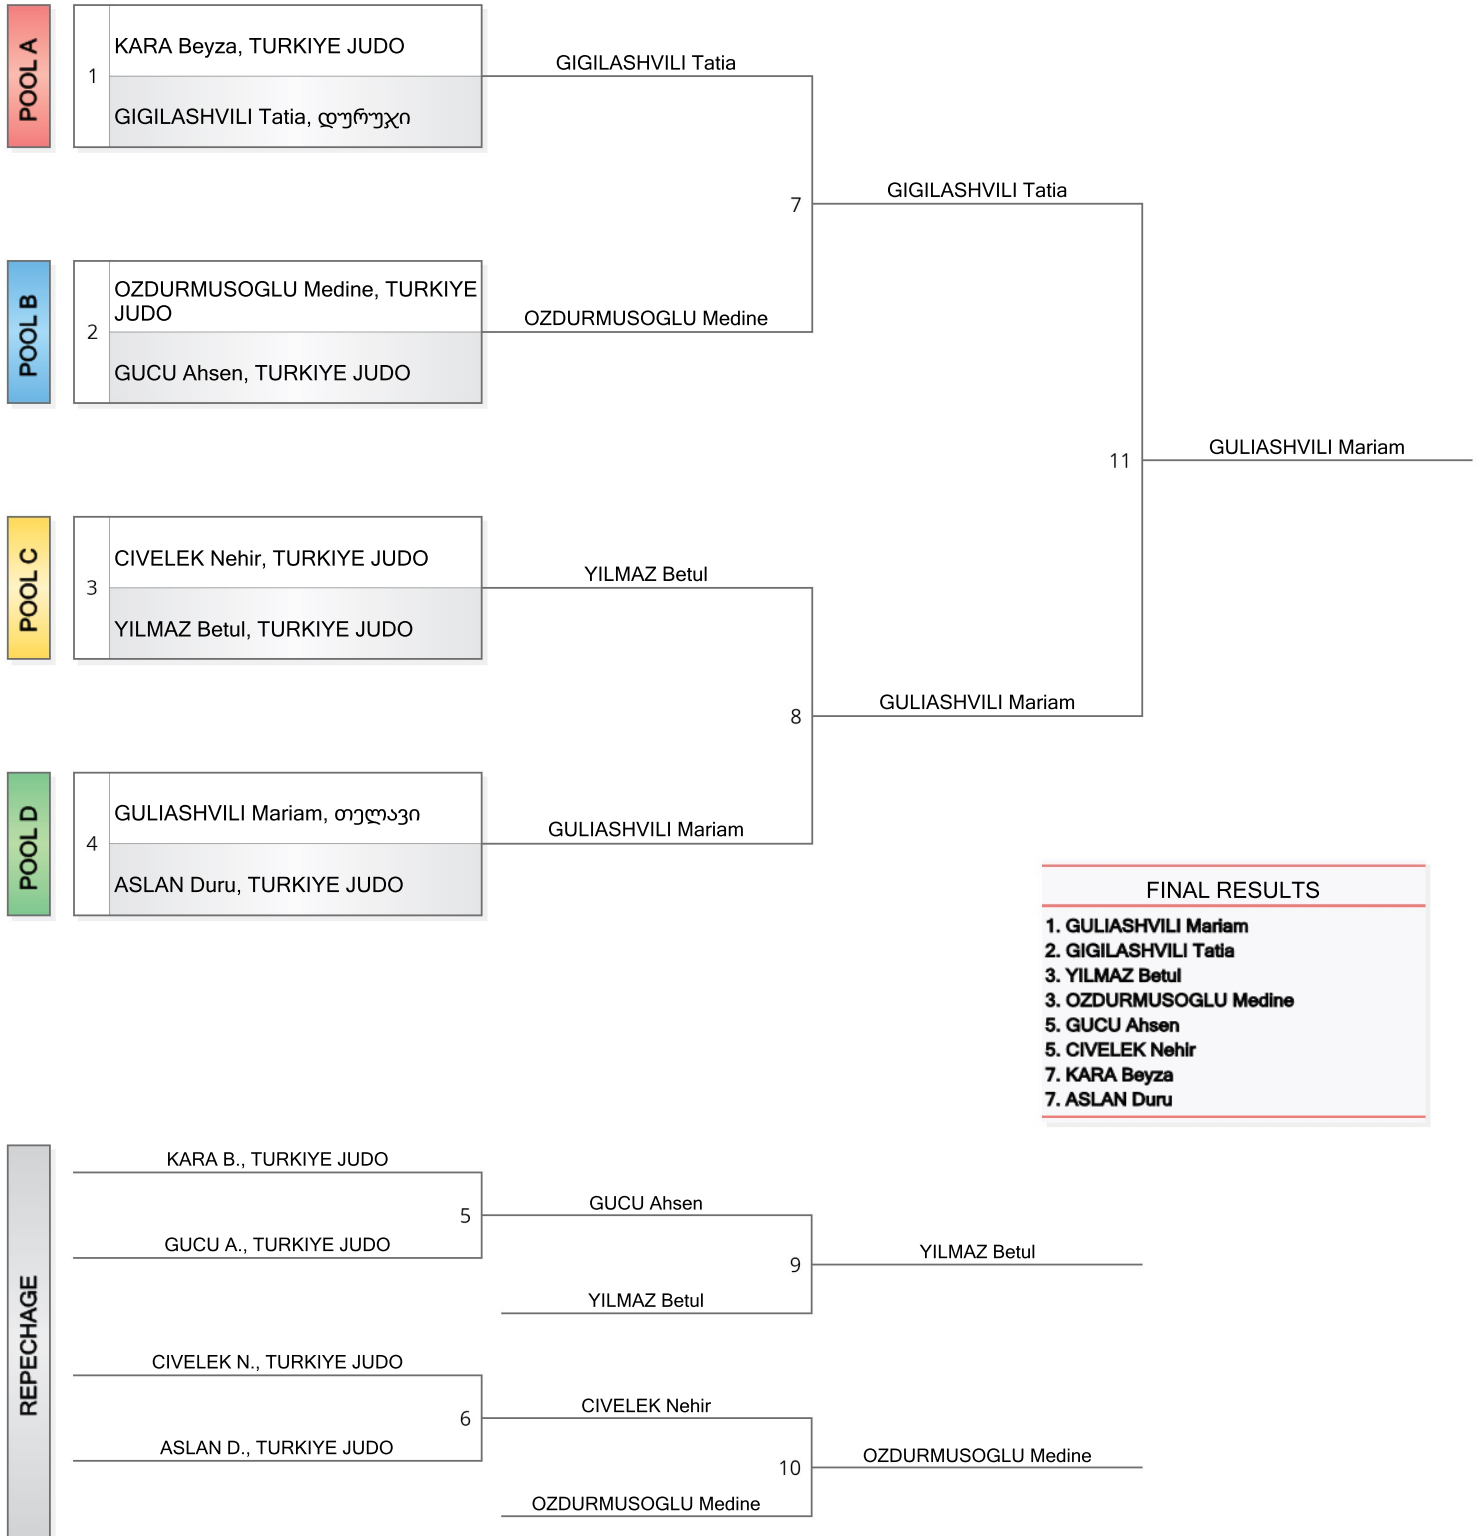 POOL A
1
KARA Beyza, TURKIYE JUDO
GIGILASHVILI Tatia, დურუჯი
GIGILASHVILI Tatia
7
GIGILASHVILI Tatia
POOL B
2
OZDURMUSOGLU Medine, TURKIYE
JUDO
GUCU Ahsen, TURKIYE JUDO
OZDURMUSOGLU Medine
11
GULIASHVILI Mariam
POOL C
3
CIVELEK Nehir, TURKIYE JUDO
YILMAZ Betul, TURKIYE JUDO
YILMAZ Betul
8
GULIASHVILI Mariam
POOL D
4
GULIASHVILI Mariam, თელავი
ASLAN Duru, TURKIYE JUDO
GULIASHVILI Mariam
FINAL RESULTS
1. GULIASHVILI Mariam
2. GIGILASHVILI Tatia
3. YILMAZ Betul
3. OZDURMUSOGLU Medine
5. GUCU Ahsen
5. CIVELEK Nehir
7. KARA Beyza
7. ASLAN Duru
REPECHAGE
KARA B., TURKIYE JUDO
5
GUCU A., TURKIYE JUDO
GUCU Ahsen
9
YILMAZ Betul
YILMAZ Betul
CIVELEK N., TURKIYE JUDO
6
ASLAN D., TURKIYE JUDO
CIVELEK Nehir
10
OZDURMUSOGLU Medine
OZDURMUSOGLU Medine